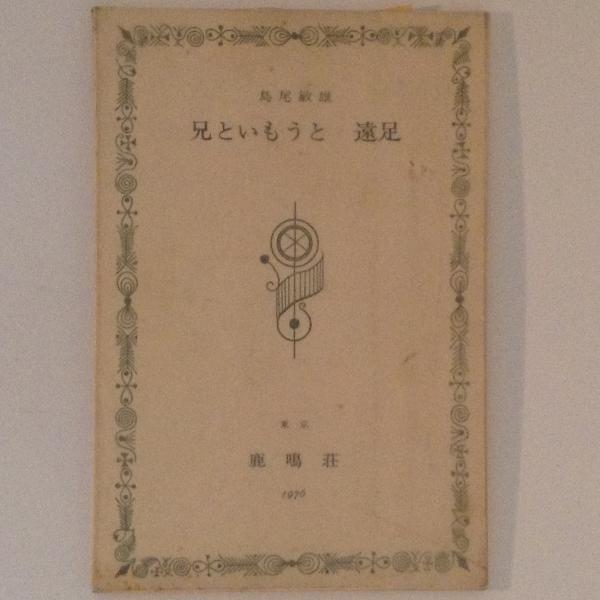 島尾敏雄
兄といもうと　遠足
東京
鹿鳴荘
1976